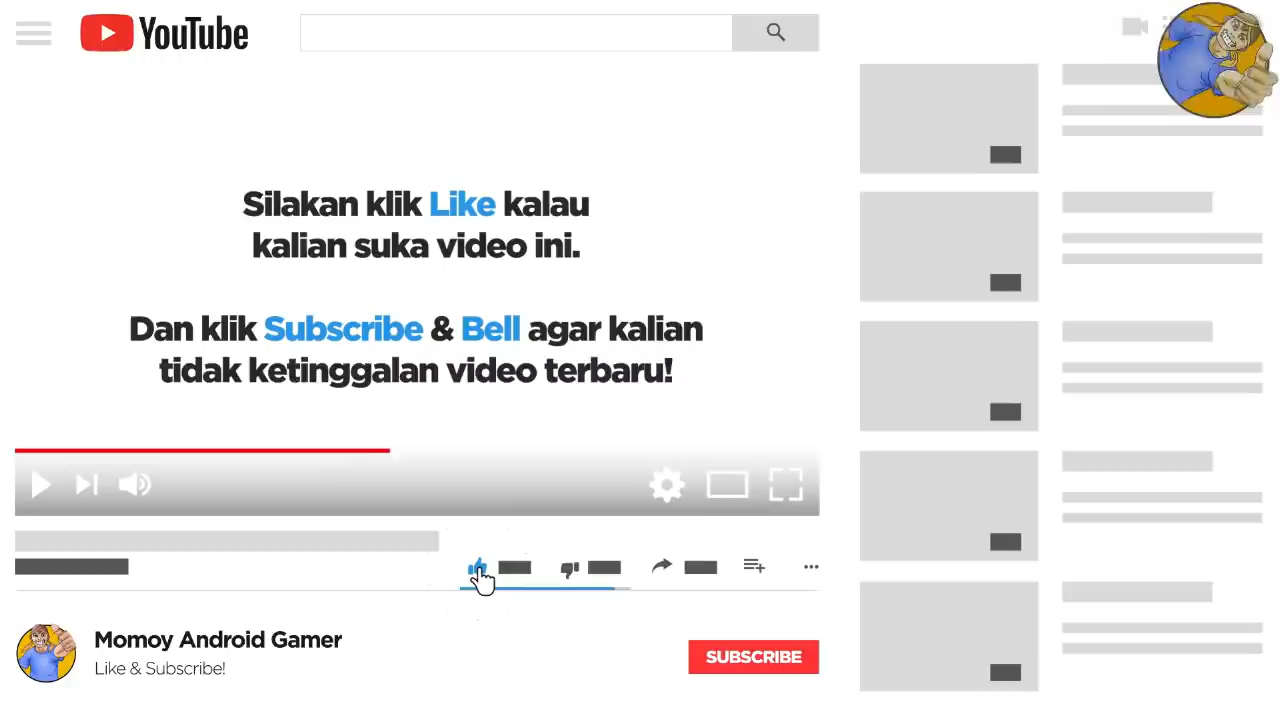 YouTube
Silakan klik Like kalau
kalian suka video ini.
Dan klik Subscribe & Bell agar kalian
tidak ketinggalan video terbaru!
Momoy Android Gamer
Like & Subscribe!
SUBSCRIBE